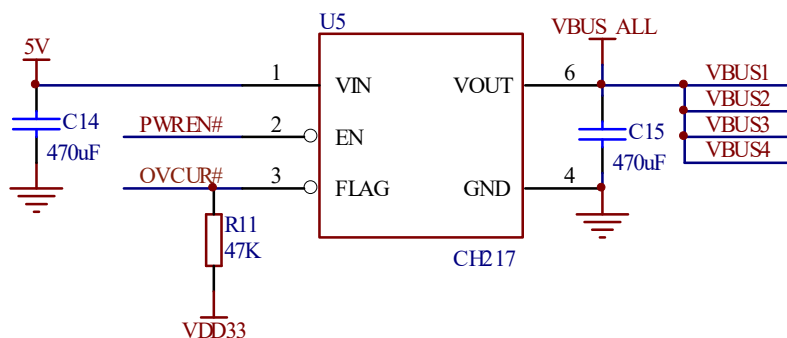 U5
VBUS_ALL
5V
1 VIN VOUT 6 VBUS1
C14 VBUS2
470uF PWREN# 2 EN C15 VBUS3
470uF VBUS4
OVCUR# 3 FLAG GND 4
R11
47K
CH217
VDD33